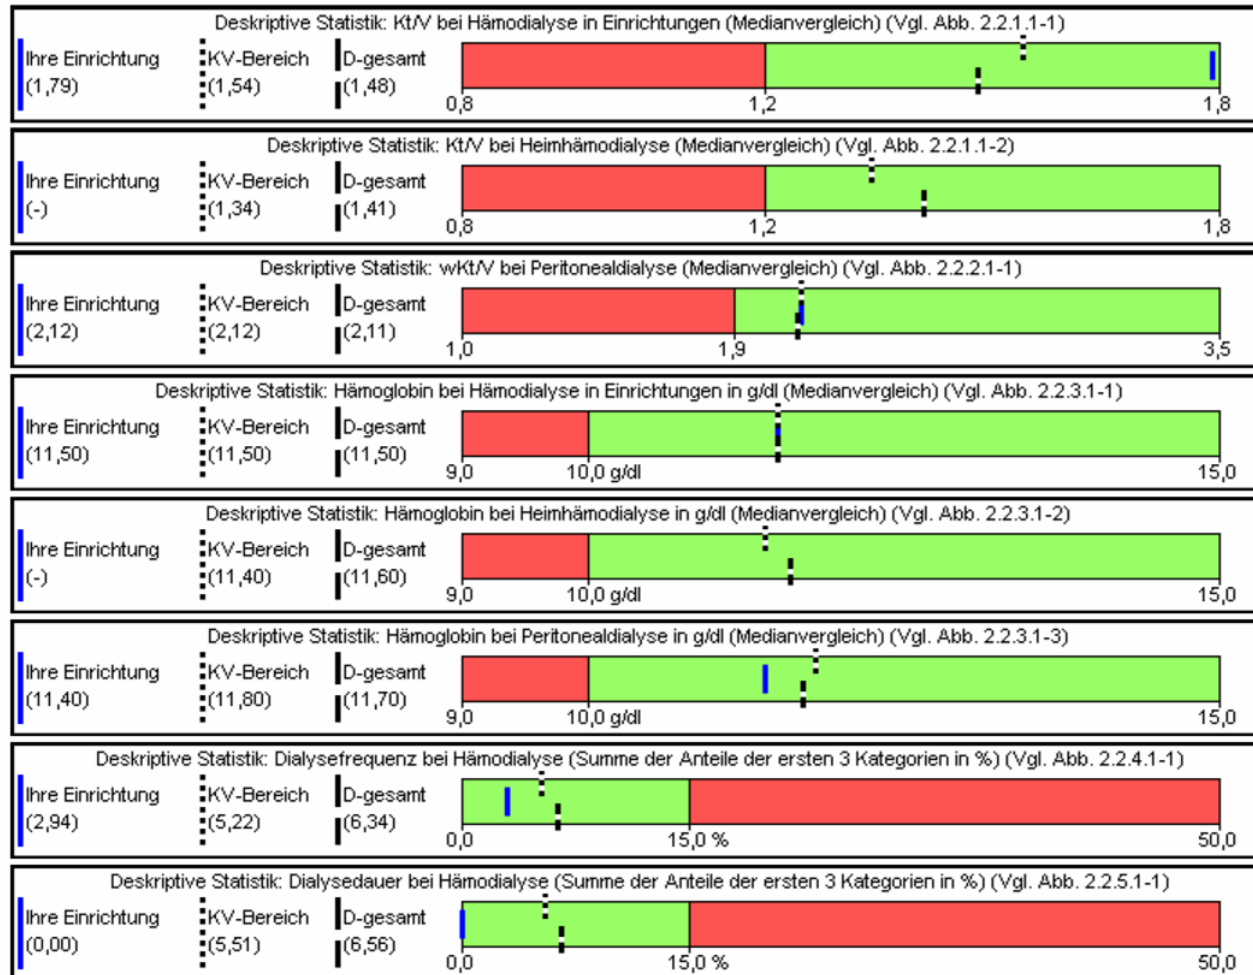 Deskriptive Statistik: Kt/V bei Hämodialyse in Einrichtungen (Medianvergleich) (Vgl. Abb. 2.2.1.1-1)
Ihre Einrichtung KV-Bereich D-gesamt
(1,79) (1,54) (1,48)
0,8 1,2 1,8
Deskriptive Statistik: Kt/V bei Heimhämodialyse (Medianvergleich) (Vgl. Abb. 2.2.1.1-2)
Ihre Einrichtung KV-Bereich D-gesamt
(-) (1,34) (1,41)
0,8 1,2 1,8
Deskriptive Statistik: wKt/V bei Peritonealdialyse (Medianvergleich) (Vgl. Abb. 2.2.2.1-1)
Ihre Einrichtung KV-Bereich D-gesamt
(2,12) (2,12) (2,11)
1,0 1,9 3,5
Deskriptive Statistik: Hämoglobin bei Hämodialyse in Einrichtungen in g/dl (Medianvergleich) (Vgl. Abb. 2.2.3.1-1)
Ihre Einrichtung KV-Bereich D-gesamt
(11,50) (11,50) (11,50)
9,0 10,0 g/dl 15,0
Deskriptive Statistik: Hämoglobin bei Heimhämodialyse in g/dl (Medianvergleich) (Vgl. Abb. 2.2.3.1-2)
Ihre Einrichtung KV-Bereich D-gesamt
(-) (11,40) (11,60)
9,0 10,0 g/dl 15,0
Deskriptive Statistik: Hämoglobin bei Peritonealdialyse in g/dl (Medianvergleich) (Vgl. Abb. 2.2.3.1-3)
Ihre Einrichtung KV-Bereich D-gesamt
(11,40) (11,80) (11,70)
9,0 10,0 g/dl 15,0
Deskriptive Statistik: Dialysefrequenz bei Hämodialyse (Summe der Anteile der ersten 3 Kategorien in %) (Vgl. Abb. 2.2.4.1-1)
Ihre Einrichtung KV-Bereich D-gesamt
(2,94) (5,22) (6,34)
0,0 15,0 % 50,0
Deskriptive Statistik: Dialysedauer bei Hämodialyse (Summe der Anteile der ersten 3 Kategorien in %) (Vgl. Abb. 2.2.5.1-1)
Ihre Einrichtung KV-Bereich D-gesamt
(0,00) (5,51) (6,56)
0,0 15,0 % 50,0